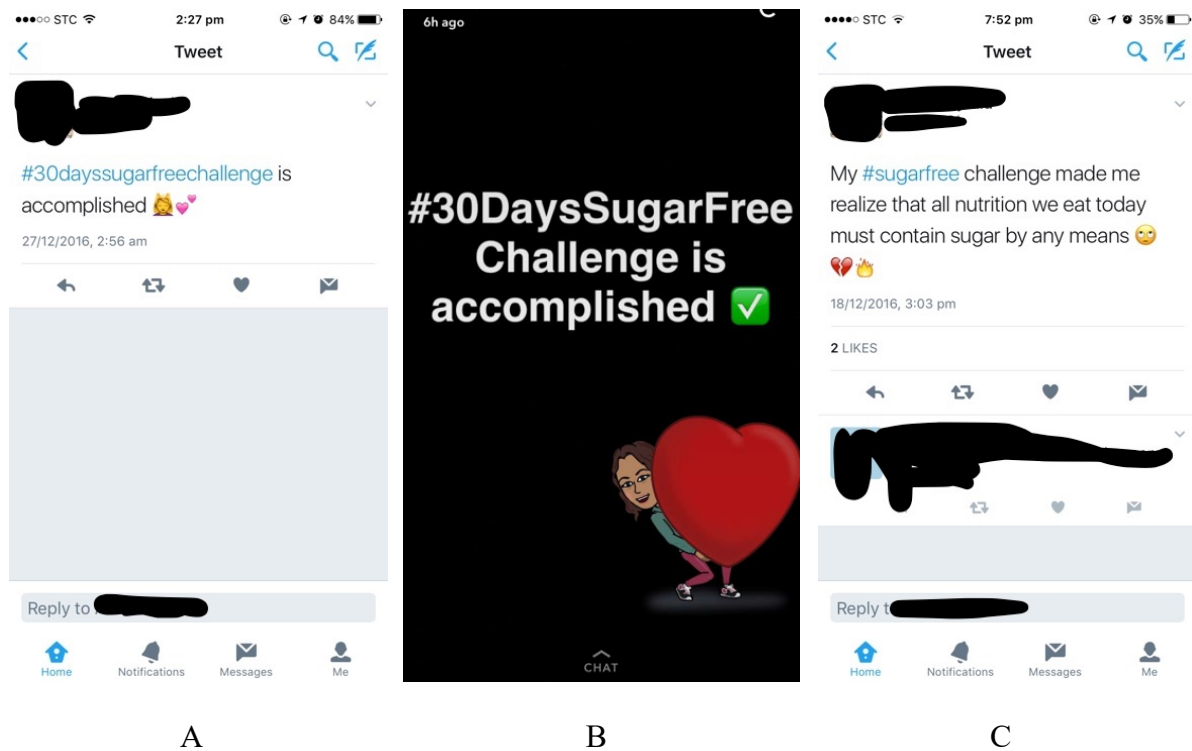 STC 2:27 pm 84%
Tweet
#30dayssugarfreechallenge is
accomplished 💆💕
27/12/2016, 2:56 am
Reply to
Home Notifications Messages Me
A
6h ago
#30DaysSugarFree
Challenge is
accomplished ✅
CHAT
B
STC 7:52 pm 35%
Tweet
My #sugarfree challenge made me
realize that all nutrition we eat today
must contain sugar by any means 🙄
💔🔥
18/12/2016, 3:03 pm
2 LIKES
Reply t
Home Notifications Messages Me
C